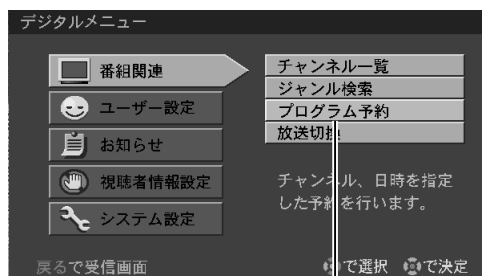 デジタルメニュー
番組関連
ユーザー設定
お知らせ
視聴者情報設定
システム設定
チャンネル一覧
ジャンル検索
プログラム予約
放送切換
チャンネル、日時を指定
した予約を行います。
戻るで受信画面
で選択 で決定